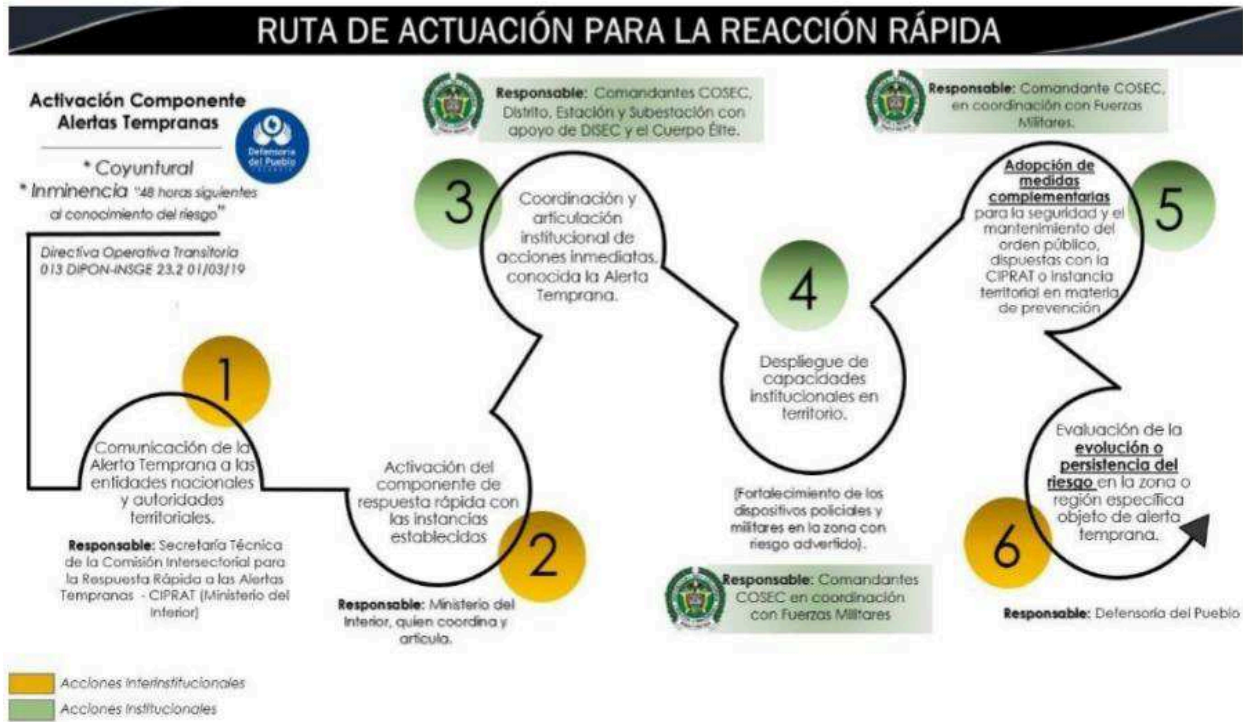 RUTA DE ACTUACIÓN PARA LA REACCIÓN RÁPIDA
Activación Componente
Alertas Tempranas
Defensoría
del Pueblo
COLOMBIA
* Coyuntural
* Inminencia "48 horas siguientes
al conocimiento del riesgo"
Directiva Operativa Transitoria
013 DIPON-INSGE 23.2 01/03/19
1
Comunicación de la
Alerta Temprana a las
entidades nacionales
y autoridades
territoriales.
Responsable: Secretaría Técnica
de la Comisión Intersectorial para
la Respuesta Rápida a las Alertas
Tempranas - CIPRAT (Ministerio del
Interior)
2
Activación del
componente de
respuesta rápida con
las instancias
establecidas
Responsable: Ministerio del
Interior, quien coordina y
articula.
Responsable: Comandantes COSEC,
Distrito, Estación y Subestación con
apoyo de DISEC y el Cuerpo Élite.
3
Coordinación y
articulación
institucional de
acciones inmediatas,
conocida la Alerta
Temprana.
4
Despliegue de
capacidades
institucionales en
territorio.
(Fortalecimiento de los
dispositivos policiales y
militares en la zona con
riesgo advertido).
Responsable: Comandantes
COSEC en coordinación
con Fuerzas Militares
Responsable: Comandante COSEC,
en coordinación con Fuerzas
Militares.
5
Adopción de
medidas
complementarias
para la seguridad y el
mantenimiento del
orden público,
dispuestas con la
CIPRAT o instancia
territorial en materia
de prevención
6
Evaluación de la
evolución o
persistencia del
riesgo en la zona o
región específica
objeto de alerta
temprana.
Responsable: Defensoría del Pueblo
Acciones Interinstitucionales
Acciones Institucionales